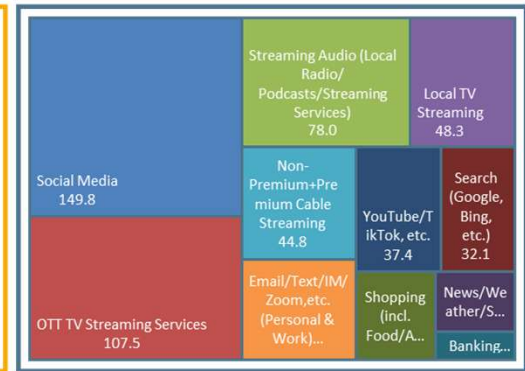 Social Media
149.8
OTT TV Streaming Services
107.5
Streaming Audio (Local
Radio/
Podcasts/Streaming
Services)
78.0
Local TV
Streaming
48.3
Non-
Premium+Pre
mium Cable
Streaming
44.8
YouTube/T
ikTok, etc.
37.4
Search
(Google,
Bing,
etc.)
32.1
Email/Text/IM/
Zoom,etc.
(Personal &
Work)...
Shopping
(incl.
Food/A...
News/We
ather/S...
Banking...